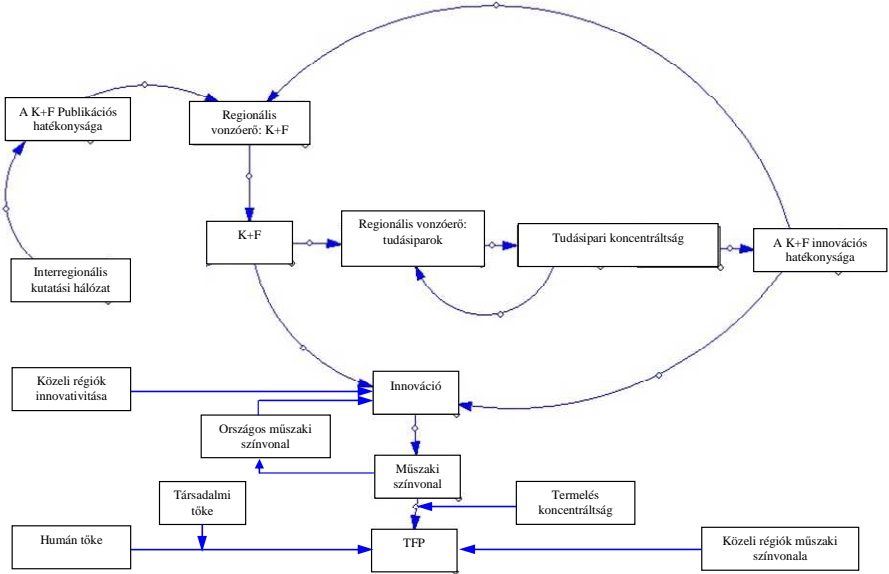 A K+F Publikációs
hatékonysága
Regionális
vonzóerő: K+F
K+F
Regionális vonzóerő:
tudásiparok
Tudásipari koncentráltság
A K+F innovációs
hatékonysága
Interregionális
kutatási hálózat
Közeli régiók
innovativitása
Innováció
Országos műszaki
színvonal
Műszaki
színvonal
Társadalmi
tőke
Termelés
koncentráltság
Humán tőke
TFP
Közeli régiók műszaki
színvonala